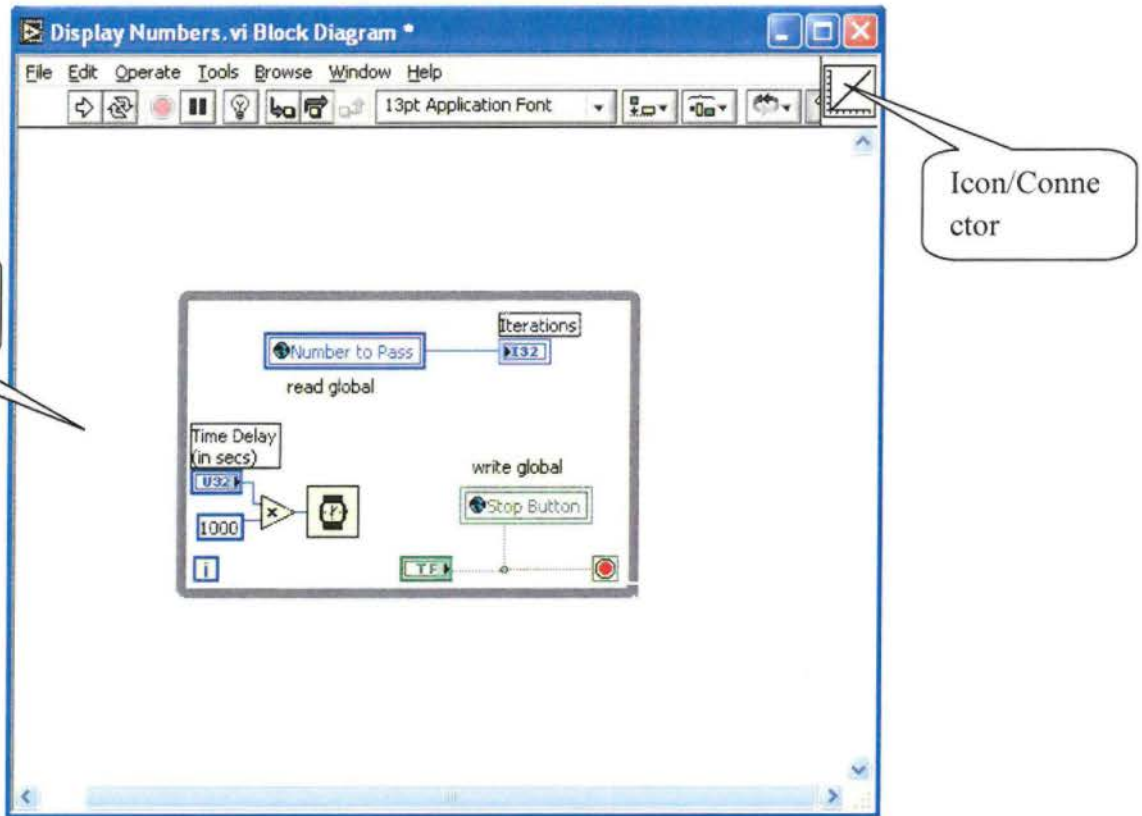 Display Numbers.vi Block Diagram *
File Edit Operate Tools Browse Window Help
13pt Application Font
Icon/Conne
ctor
Iterations
Number to Pass
I32
read global
Time Delay
(in secs)
U32
write global
Stop Button
1000
i
TF